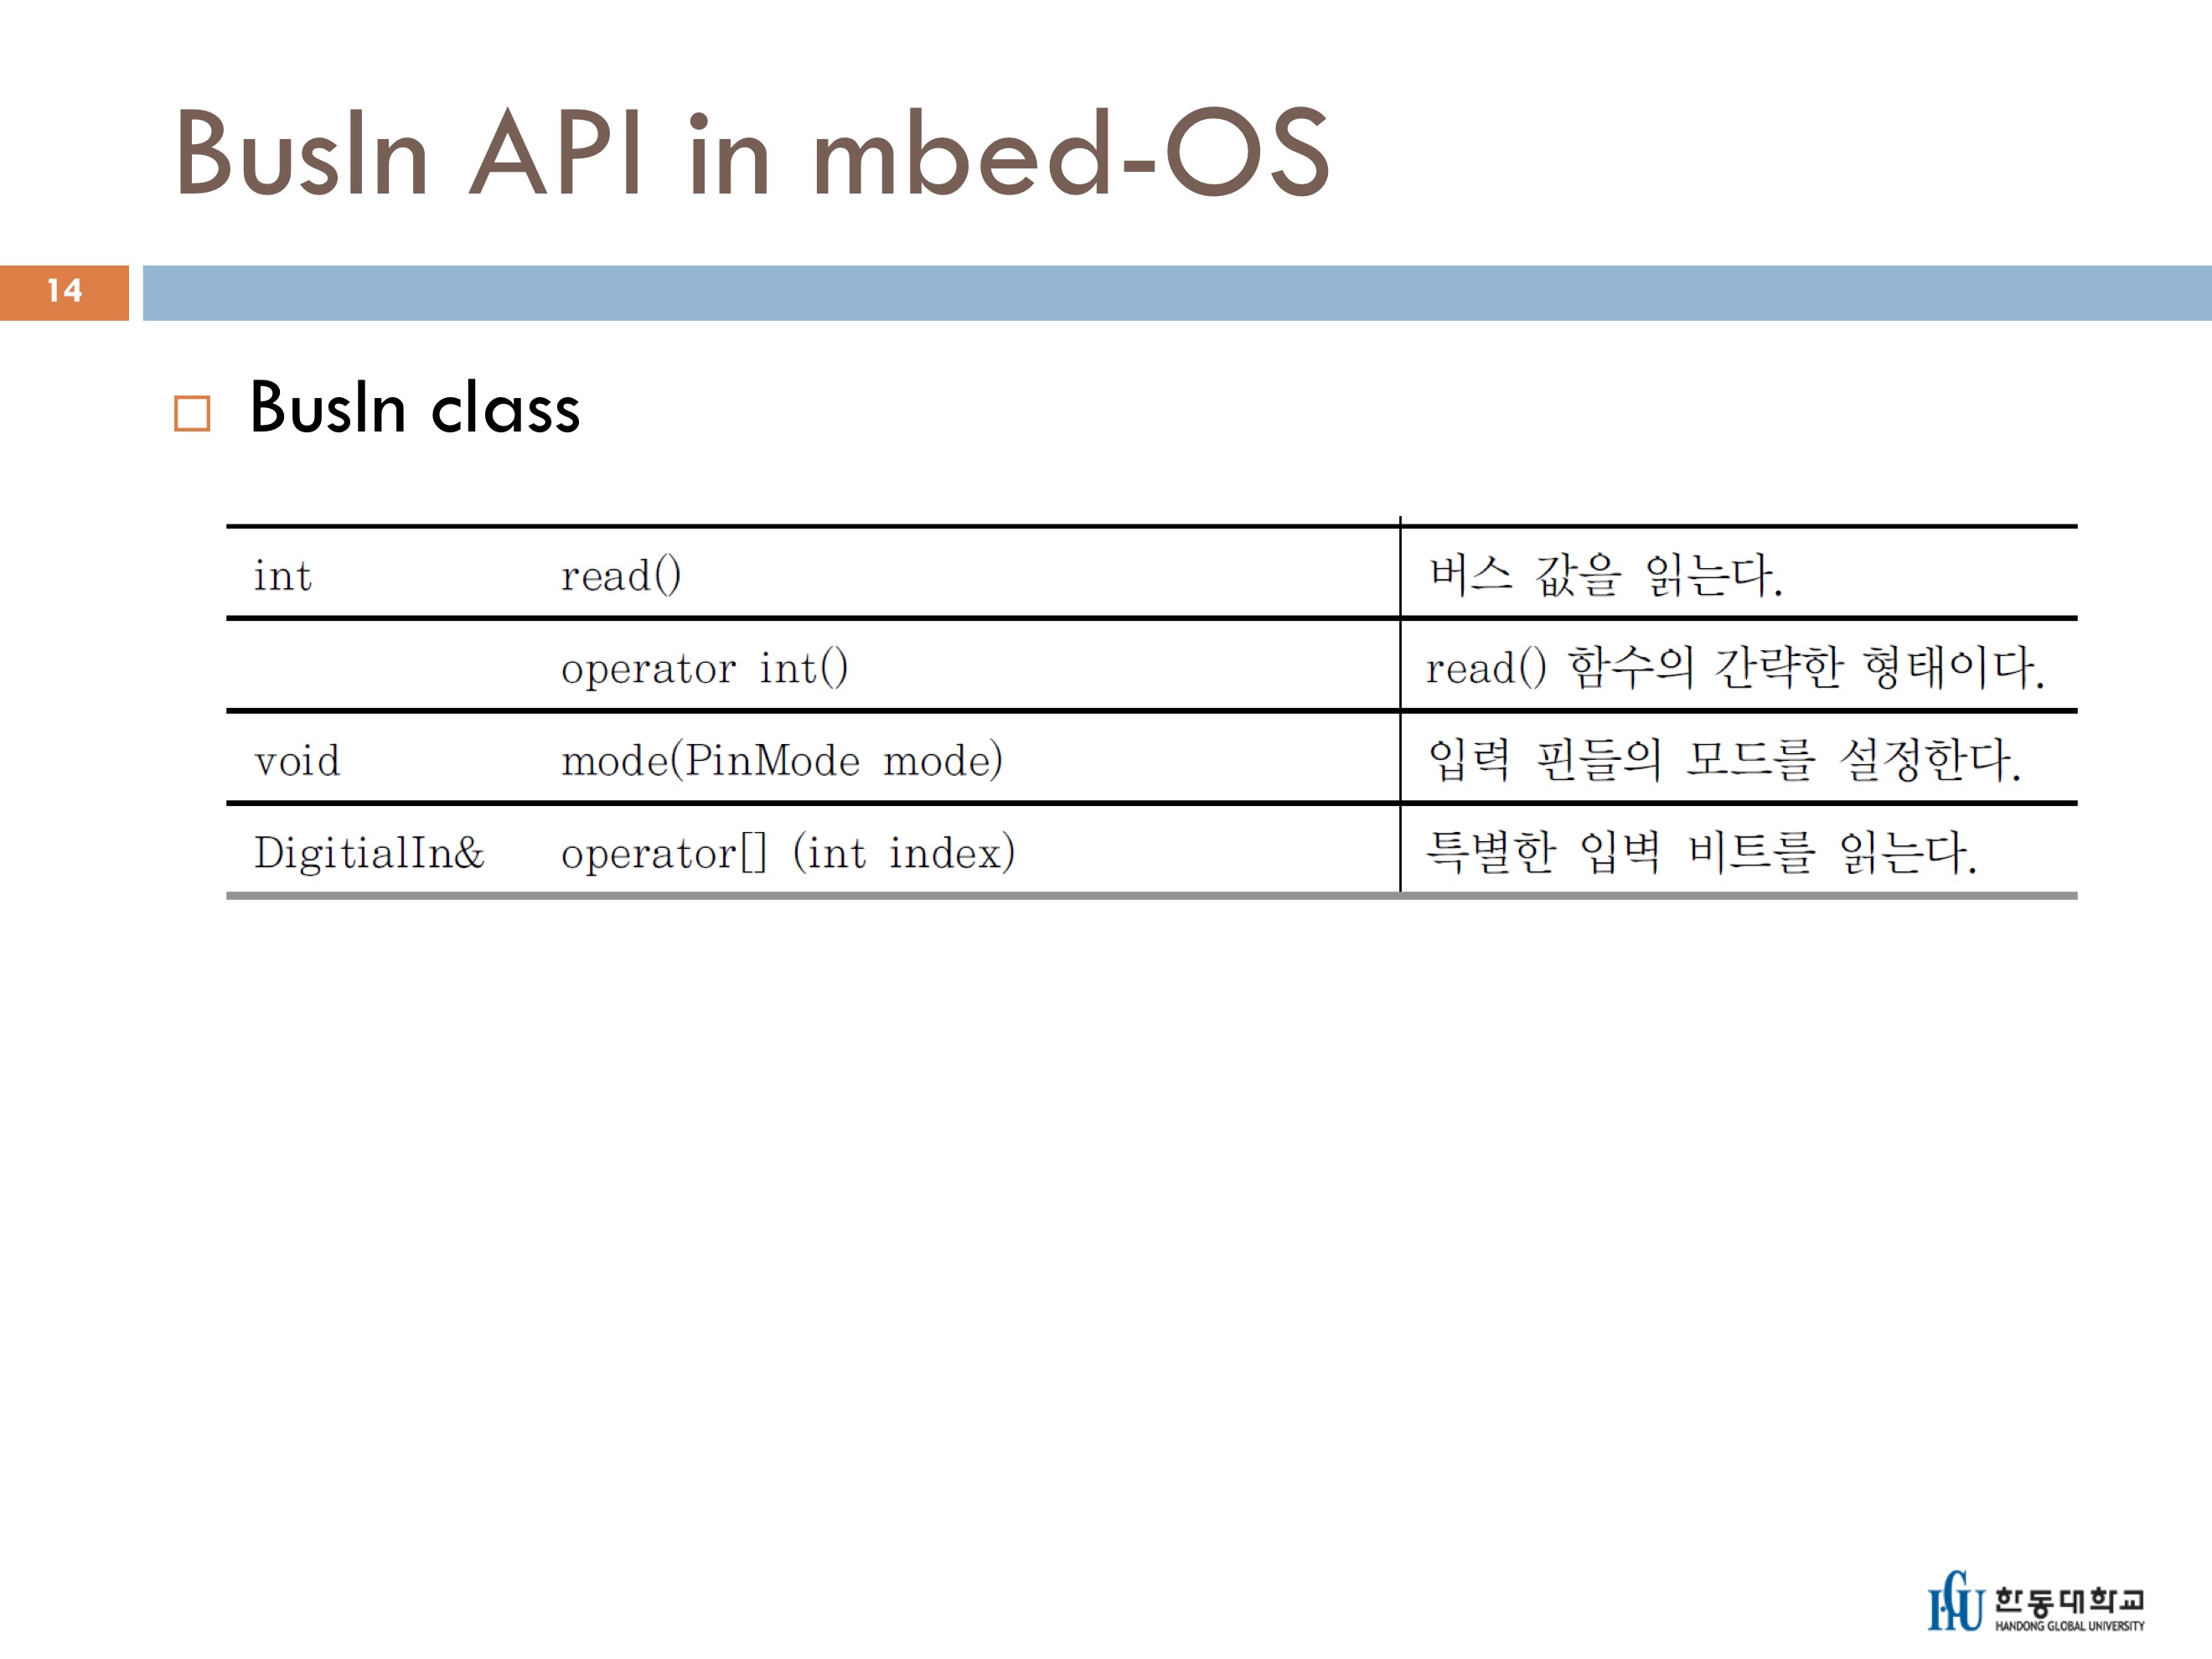 BusIn API in mbed-OS
14
BusIn class
int read() 버스 값을 읽는다.
operator int() read() 함수의 간략한 형태이다.
void mode(PinMode mode) 입력 핀들의 모드를 설정한다.
DigitialIn& operator[] (int index) 특별한 입벽 비트를 읽는다.
HGU 한동대학교
HANDONG GLOBAL UNIVERSITY